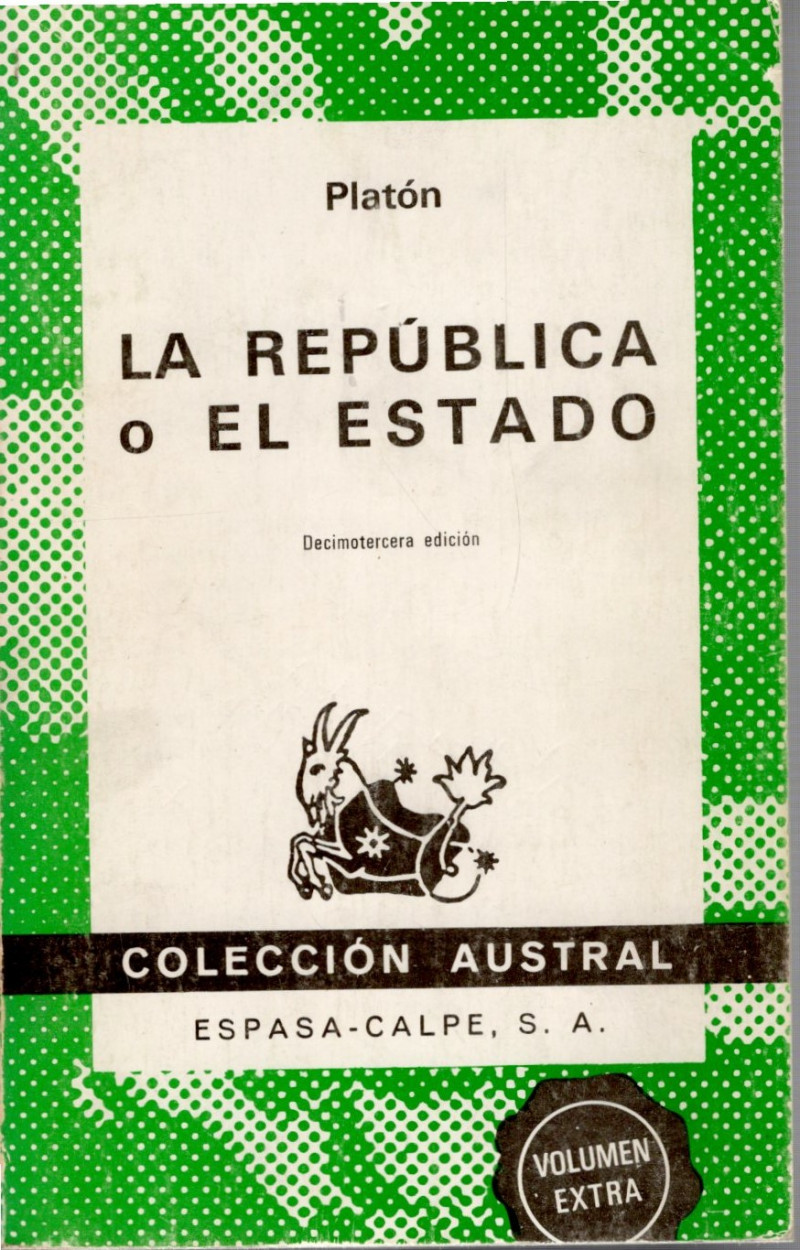 Platón
LA REPÚBLICA
o EL ESTADO
Decimotercera edición
COLECCIÓN AUSTRAL
ESPASA-CALPE, S. A.
VOLUMEN
EXTRA